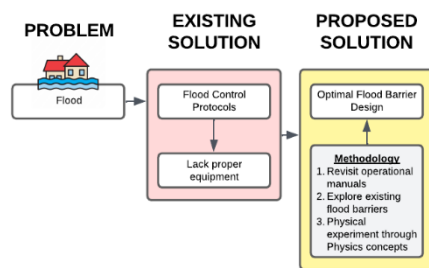 PROBLEM
EXISTING
SOLUTION
PROPOSED
SOLUTION
Flood
Flood Control
Protocols
Lack proper
equipment
Optimal Flood Barrier
Design
Methodology
1. Revisit operational
manuals
2. Explore existing
flood barriers
3. Physical
experiment through
Physics concepts